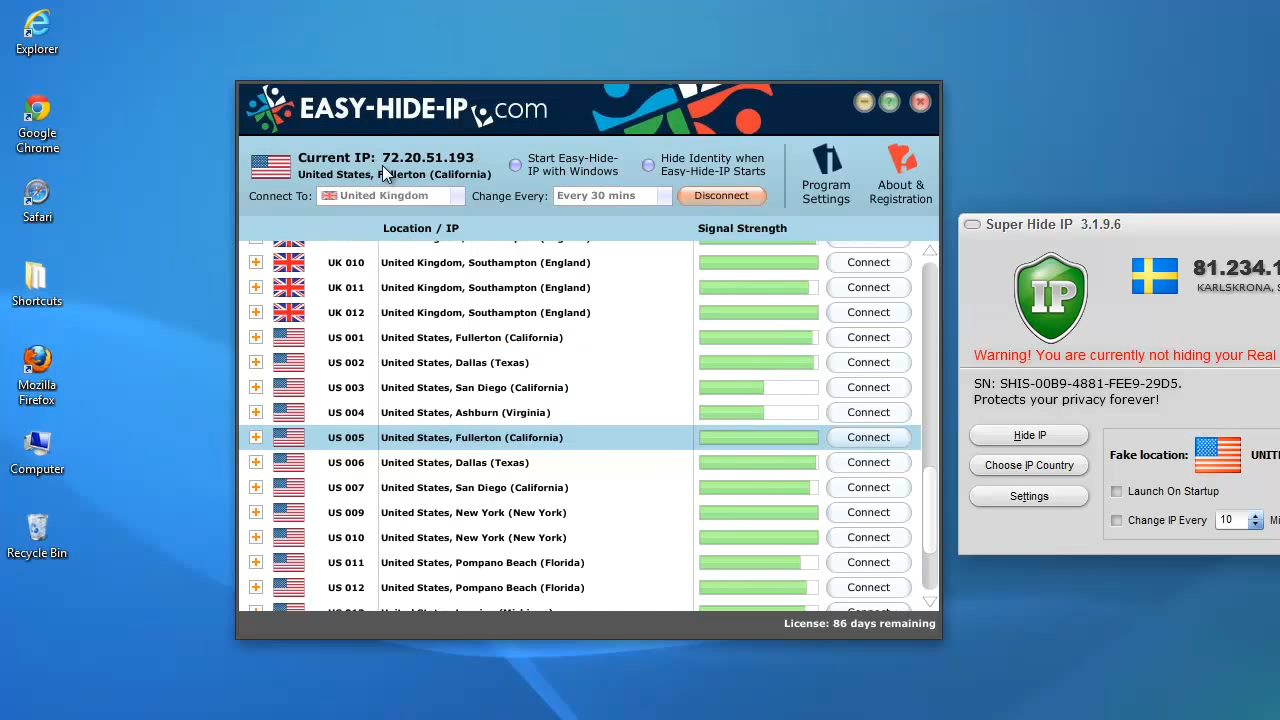 Explorer
Google
Chrome
Safari
Shortcuts
Mozilla
Firefox
Computer
Recycle Bin
EASY-HIDE-IP.com
Current IP: 72.20.51.193
United States, Fullerton (California)
Start Easy-Hide-
IP with Windows
Hide Identity when
Easy-Hide-IP Starts
Connect To: United Kingdom Change Every: Every 30 mins Disconnect
Program
Settings
About &
Registration
Location / IP Signal Strength
UK 010 United Kingdom, Southampton (England) Connect
UK 011 United Kingdom, Southampton (England) Connect
UK 012 United Kingdom, Southampton (England) Connect
US 001 United States, Fullerton (California) Connect
US 002 United States, Dallas (Texas) Connect
US 003 United States, San Diego (California) Connect
US 004 United States, Ashburn (Virginia) Connect
US 005 United States, Fullerton (California) Connect
US 006 United States, Dallas (Texas) Connect
US 007 United States, San Diego (California) Connect
US 009 United States, New York (New York) Connect
US 010 United States, New York (New York) Connect
US 011 United States, Pompano Beach (Florida) Connect
US 012 United States, Pompano Beach (Florida) Connect
License: 86 days remaining
Super Hide IP 3.1.9.6
IP
81.234.1
KARLSKRONA, S
Warning! You are currently not hiding your Real
SN: SHIS-00B9-4881-FEE9-29D5.
Protects your privacy forever!
Hide IP
Choose IP Country
Settings
Fake location: UNITE
Launch On Startup
Change IP Every 10 Mi